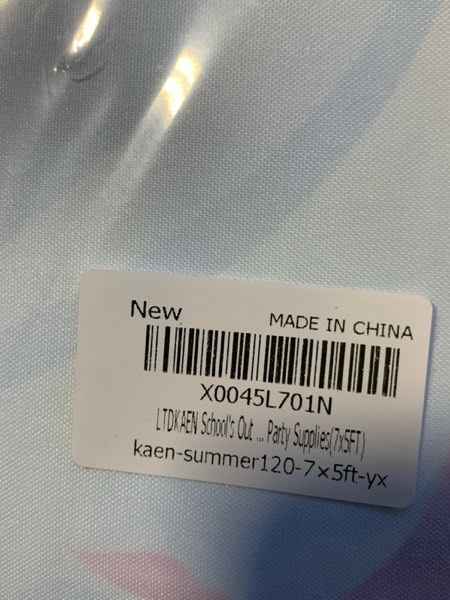 New
MADE IN CHINA
X0045L701N
LTDKAEN School's Out ... Party Supplies(7x5FT)
kaen-summer120-7×5ft-yx